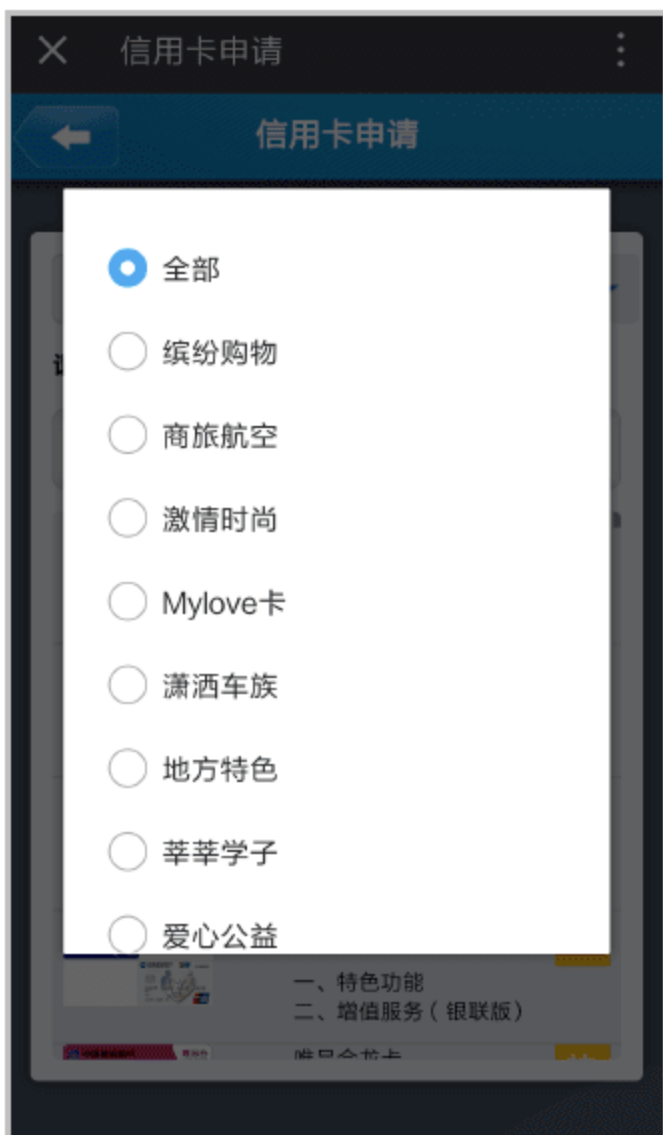 信用卡申请
信用卡申请
全部
缤纷购物
商旅航空
激情时尚
Mylove卡
潇洒车族
地方特色
莘莘学子
爱心公益
一、特色功能
二、增值服务（银联版）